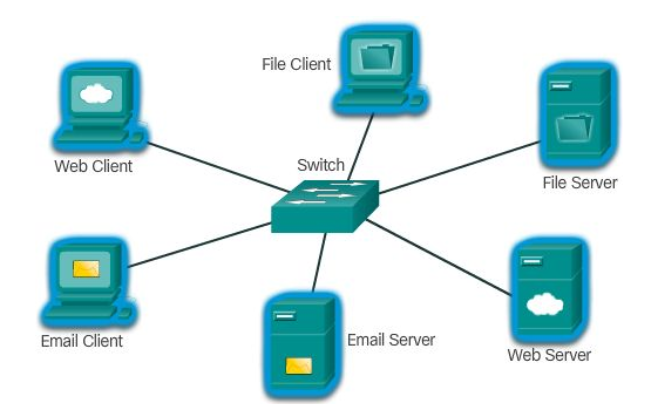 File Client
Web Client
Switch
File Server
Email Client
Email Server
Web Server